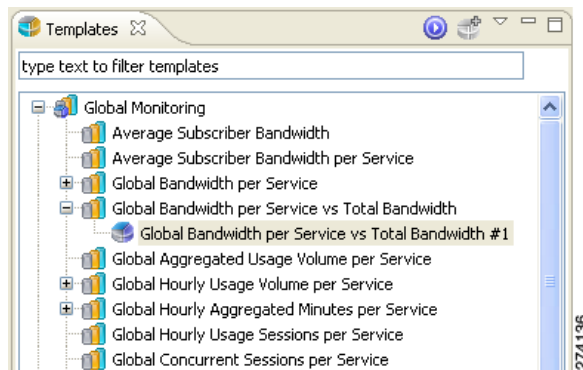 Templates
type text to filter templates
Global Monitoring
Average Subscriber Bandwidth
Average Subscriber Bandwidth per Service
Global Bandwidth per Service
Global Bandwidth per Service vs Total Bandwidth
Global Bandwidth per Service vs Total Bandwidth #1
Global Aggregated Usage Volume per Service
Global Hourly Usage Volume per Service
Global Hourly Aggregated Minutes per Service
Global Hourly Usage Sessions per Service
Global Concurrent Sessions per Service
274136